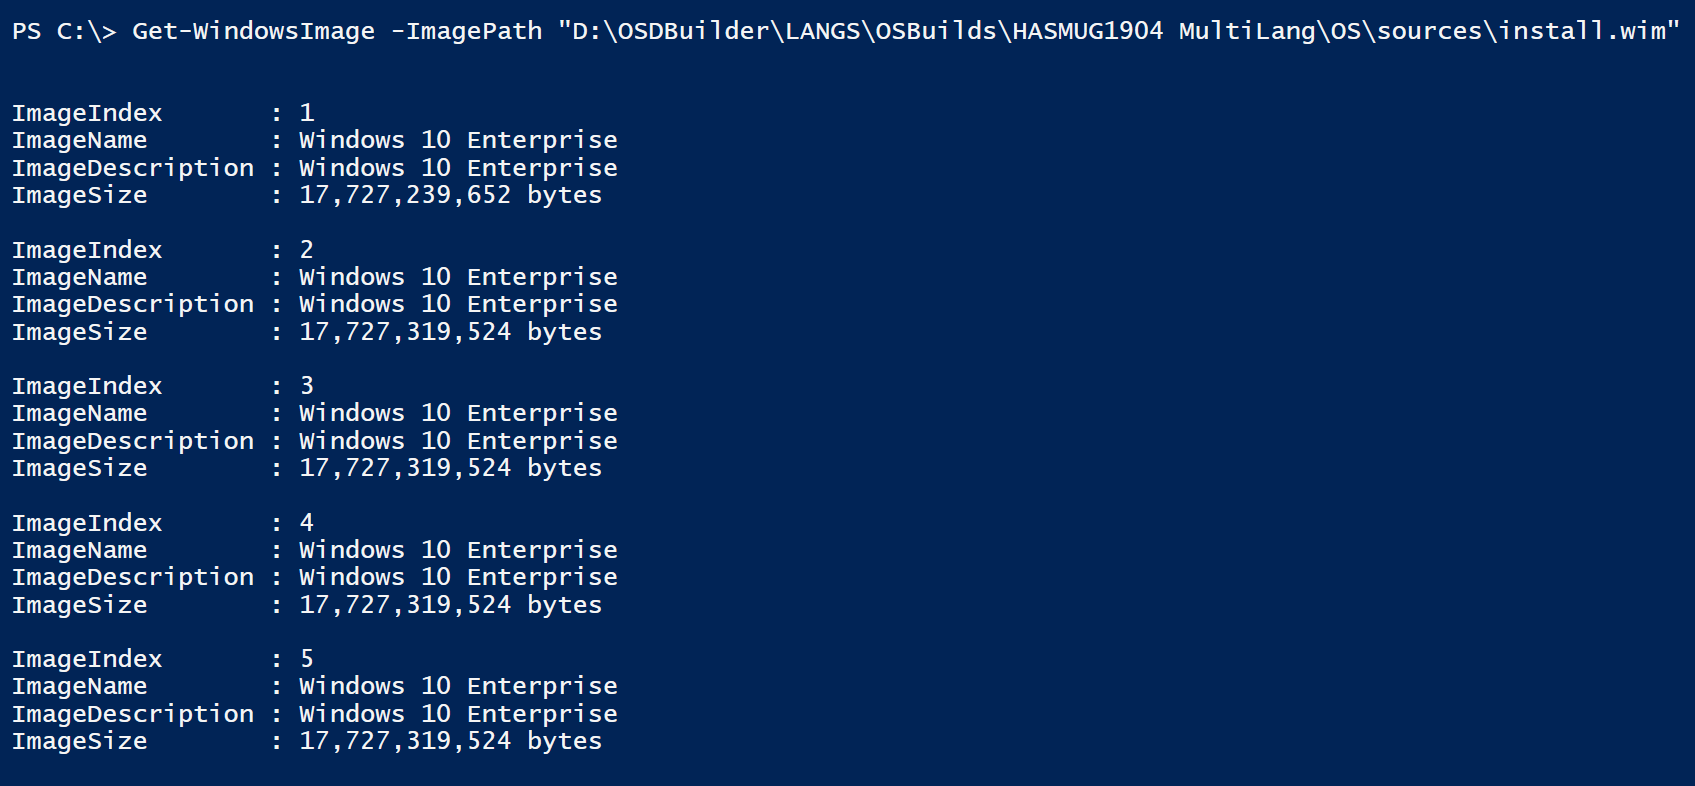 PS C:\> Get-WindowsImage -ImagePath "D:\OSDBuilder\LANGS\OSBuilds\HASMUG1904 MultiLang\OS\sources\install.wim"
ImageIndex : 1
ImageName : Windows 10 Enterprise
ImageDescription : Windows 10 Enterprise
ImageSize : 17,727,239,652 bytes
ImageIndex : 2
ImageName : Windows 10 Enterprise
ImageDescription : Windows 10 Enterprise
ImageSize : 17,727,319,524 bytes
ImageIndex : 3
ImageName : Windows 10 Enterprise
ImageDescription : Windows 10 Enterprise
ImageSize : 17,727,319,524 bytes
ImageIndex : 4
ImageName : Windows 10 Enterprise
ImageDescription : Windows 10 Enterprise
ImageSize : 17,727,319,524 bytes
ImageIndex : 5
ImageName : Windows 10 Enterprise
ImageDescription : Windows 10 Enterprise
ImageSize : 17,727,319,524 bytes